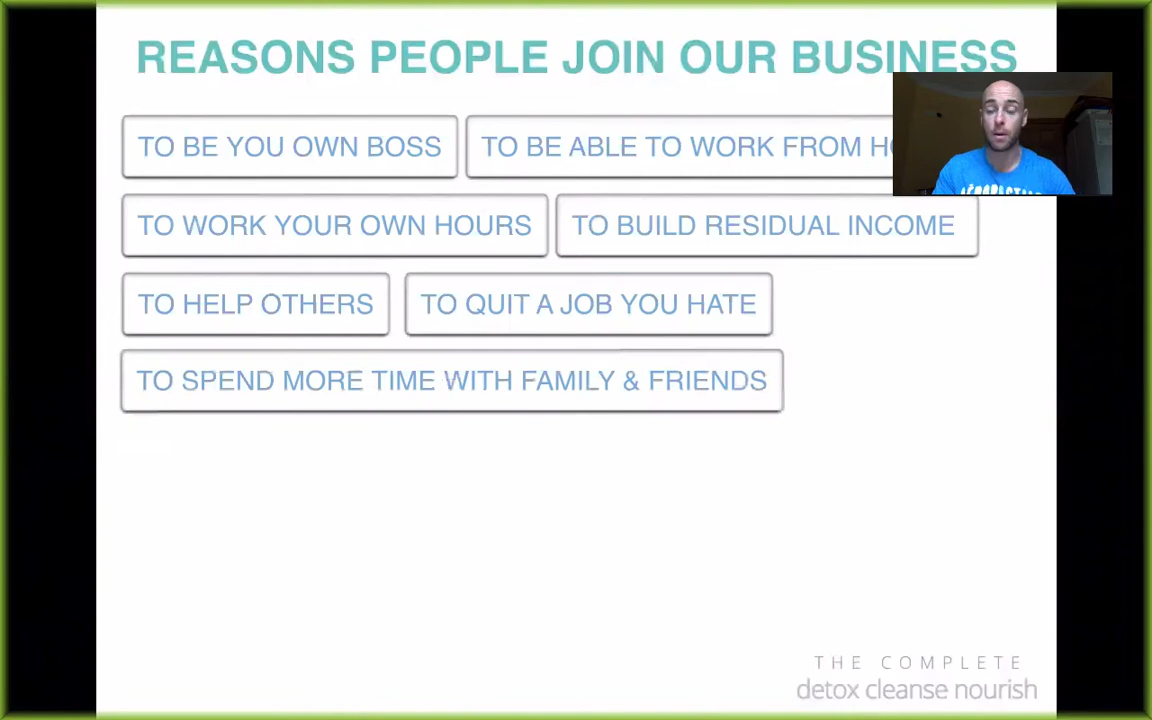 REASONS PEOPLE JOIN OUR BUSINESS
TO BE YOU OWN BOSS
TO BE ABLE TO WORK FROM
TO WORK YOUR OWN HOURS
TO BUILD RESIDUAL INCOME
TO HELP OTHERS
TO QUIT A JOB YOU HATE
TO SPEND MORE TIME WITH FAMILY & FRIENDS
THE COMPLETE
detox cleanse nourish